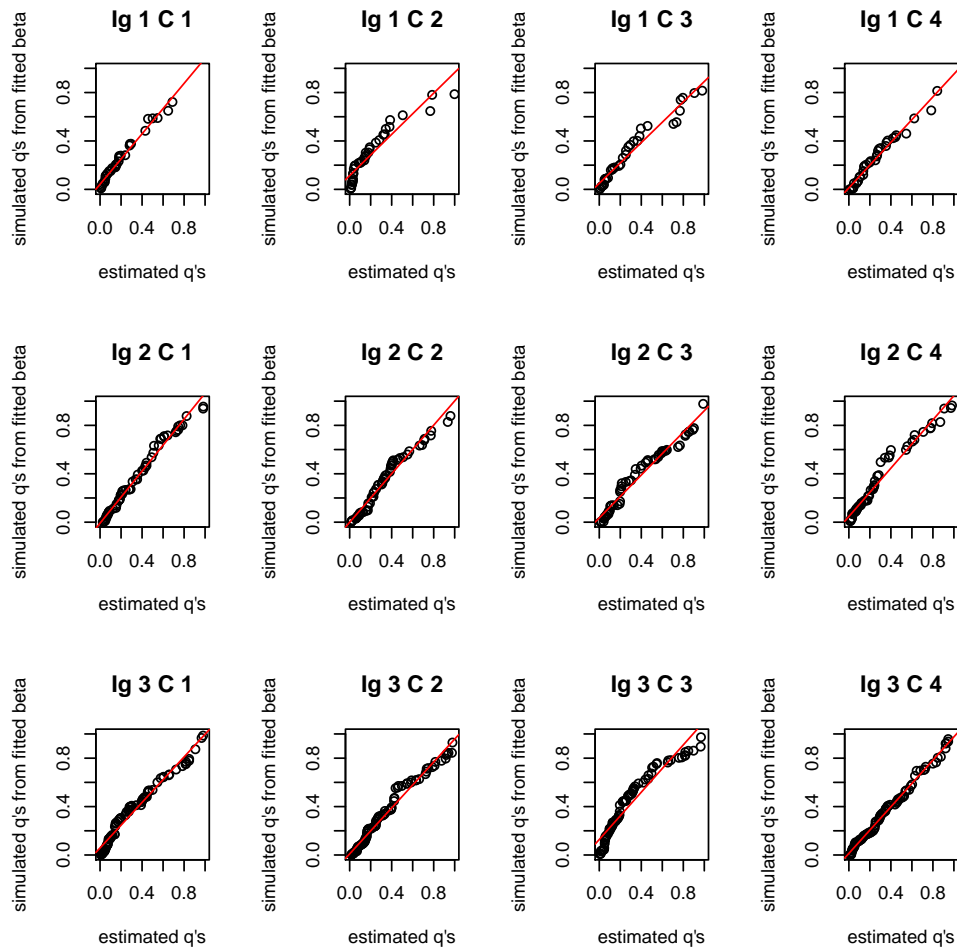 Ig 1 C 1
simulated q's from fitted beta
0.0 0.4 0.8
0.0 0.4 0.8
estimated q's
Ig 1 C 2
simulated q's from fitted beta
0.0 0.4 0.8
0.0 0.4 0.8
estimated q's
Ig 1 C 3
simulated q's from fitted beta
0.0 0.4 0.8
0.0 0.4 0.8
estimated q's
Ig 1 C 4
simulated q's from fitted beta
0.0 0.4 0.8
0.0 0.4 0.8
estimated q's
Ig 2 C 1
simulated q's from fitted beta
0.0 0.4 0.8
0.0 0.4 0.8
estimated q's
Ig 2 C 2
simulated q's from fitted beta
0.0 0.4 0.8
0.0 0.4 0.8
estimated q's
Ig 2 C 3
simulated q's from fitted beta
0.0 0.4 0.8
0.0 0.4 0.8
estimated q's
Ig 2 C 4
simulated q's from fitted beta
0.0 0.4 0.8
0.0 0.4 0.8
estimated q's
Ig 3 C 1
simulated q's from fitted beta
0.0 0.4 0.8
0.0 0.4 0.8
estimated q's
Ig 3 C 2
simulated q's from fitted beta
0.0 0.4 0.8
0.0 0.4 0.8
estimated q's
Ig 3 C 3
simulated q's from fitted beta
0.0 0.4 0.8
0.0 0.4 0.8
estimated q's
Ig 3 C 4
simulated q's from fitted beta
0.0 0.4 0.8
0.0 0.4 0.8
estimated q's